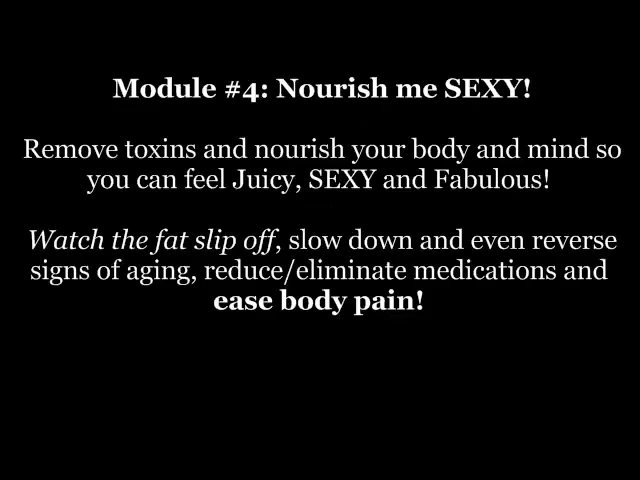 Module #4: Nourish me SEXY!
Remove toxins and nourish your body and mind so
you can feel Juicy, SEXY and Fabulous!
Watch the fat slip off, slow down and even reverse
signs of aging, reduce/eliminate medications and
ease body pain!